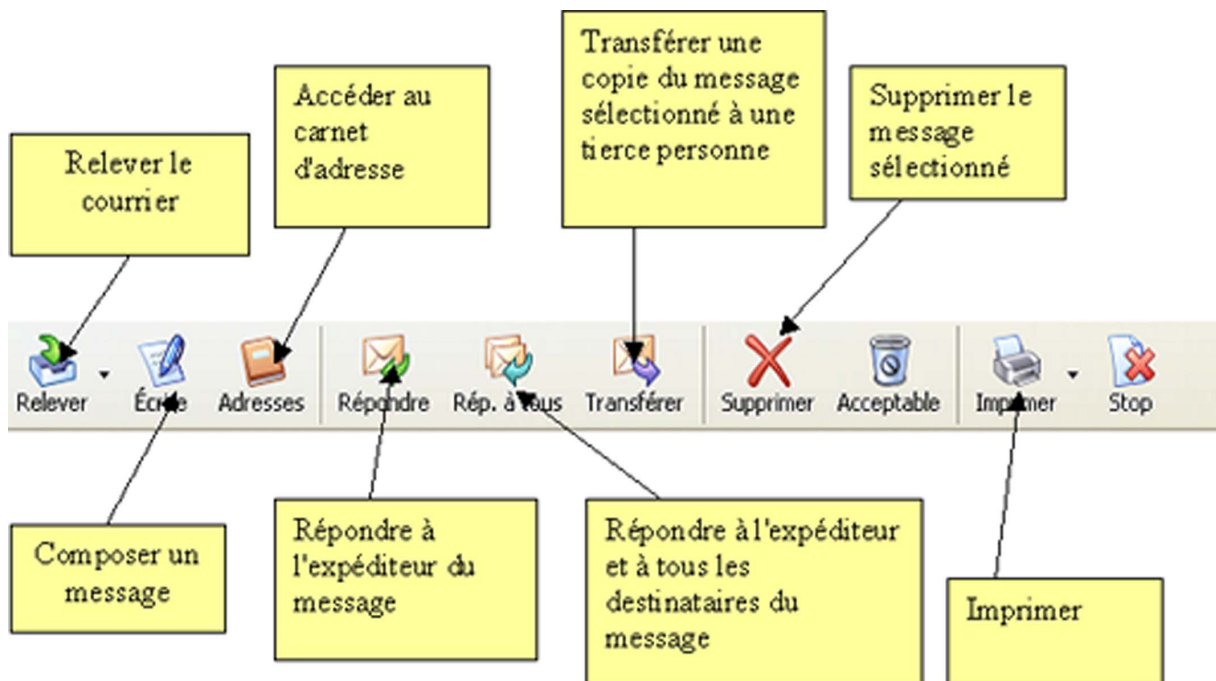 Transférer une
copie du message
sélectionné à une
tierce personne
Accéder au
carnet
d'adresse
Supprimer le
message
sélectionné
Relever le
courrier
Relever
Écrire
Adresses
Répondre
Rép. à tous
Transférer
Supprimer
Acceptable
Imprimer
Stop
Composer un
message
Répondre à
l'expéditeur du
message
Répondre à l'expéditeur
et à tous les
destinataires du
message
Imprimer